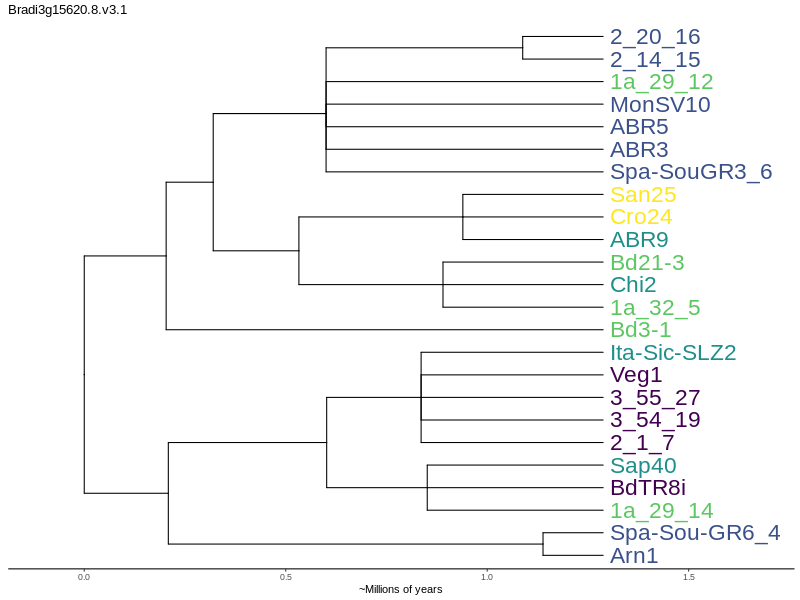 Bradi3g15620.8.v3.1
2_20_16
2_14_15
1a_29_12
MonSV10
ABR5
ABR3
Spa-SouGR3_6
San25
Cro24
ABR9
Bd21-3
Chi2
1a_32_5
Bd3-1
Ita-Sic-SLZ2
Veg1
3_55_27
3_54_19
2_1_7
Sap40
BdTR8i
1a_29_14
Spa-Sou-GR6_4
Arn1
0.0 0.5 1.0 1.5
~Millions of years